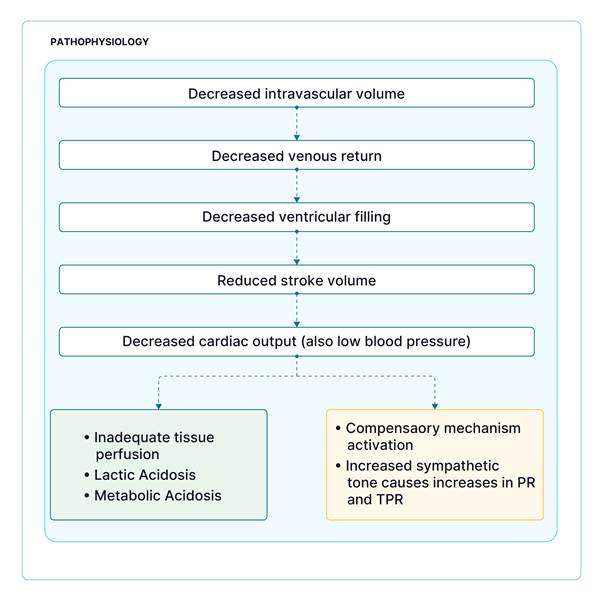 PATHOPHYSIOLOGY
Decreased intravascular volume
Decreased venous return
Decreased ventricular filling
Reduced stroke volume
Decreased cardiac output (also low blood pressure)
• Inadequate tissue
perfusion
• Lactic Acidosis
• Metabolic Acidosis
• Compensaory mechanism
activation
• Increased sympathetic
tone causes increases in PR
and TPR